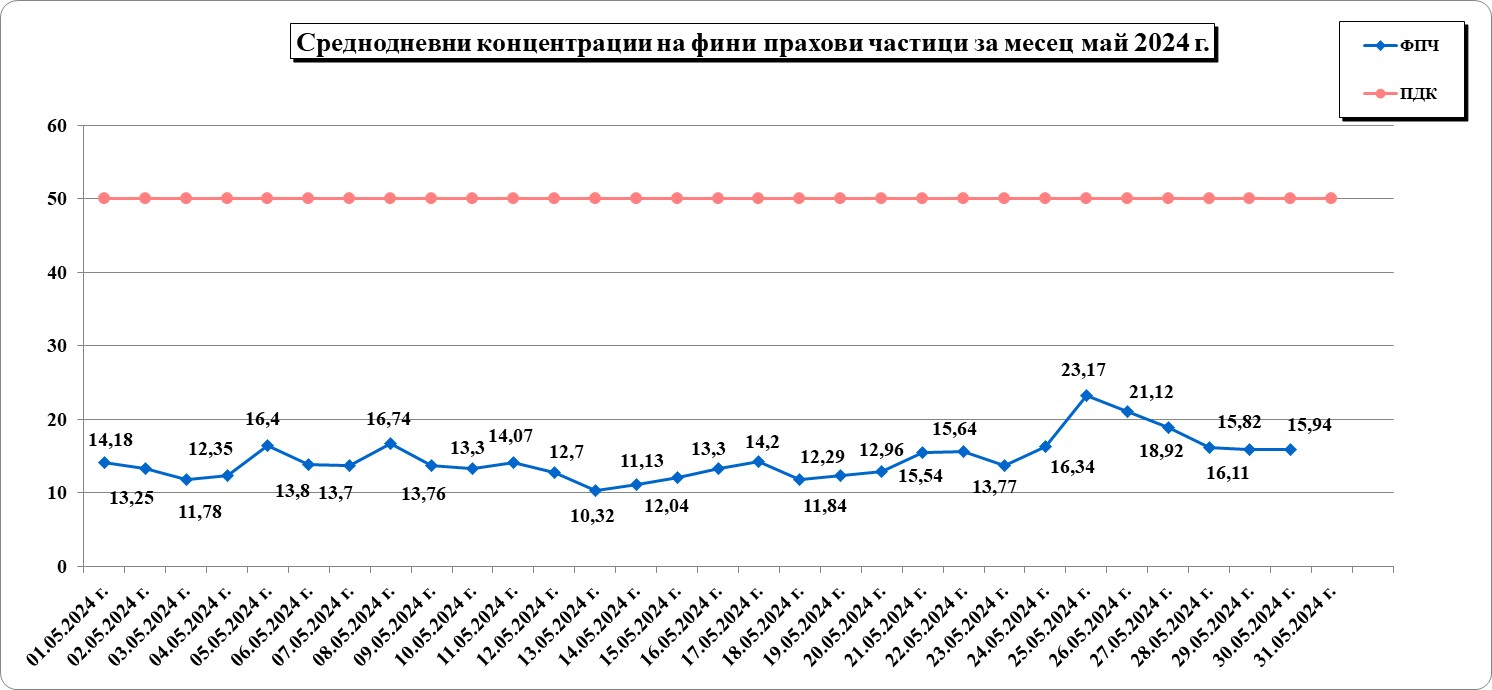 Среднодневни концентрации на фини прахови частици за месец май 2024 г.
ФПЧ
ПДК
60
50
40
30
20
10
0
14,18
13,25
11,78
12,35
16,4
13,8
13,7
16,74
13,76
13,3
14,07
12,7
10,32
11,13
12,04
13,3
14,2
11,84
12,29
12,96
15,54
15,64
13,77
16,34
23,17
21,12
18,92
16,11
15,82
15,94
01.05.2024 г.
02.05.2024 г.
03.05.2024 г.
04.05.2024 г.
05.05.2024 г.
06.05.2024 г.
07.05.2024 г.
08.05.2024 г.
09.05.2024 г.
10.05.2024 г.
11.05.2024 г.
12.05.2024 г.
13.05.2024 г.
14.05.2024 г.
15.05.2024 г.
16.05.2024 г.
17.05.2024 г.
18.05.2024 г.
19.05.2024 г.
20.05.2024 г.
21.05.2024 г.
22.05.2024 г.
23.05.2024 г.
24.05.2024 г.
25.05.2024 г.
26.05.2024 г.
27.05.2024 г.
28.05.2024 г.
29.05.2024 г.
30.05.2024 г.
31.05.2024 г.